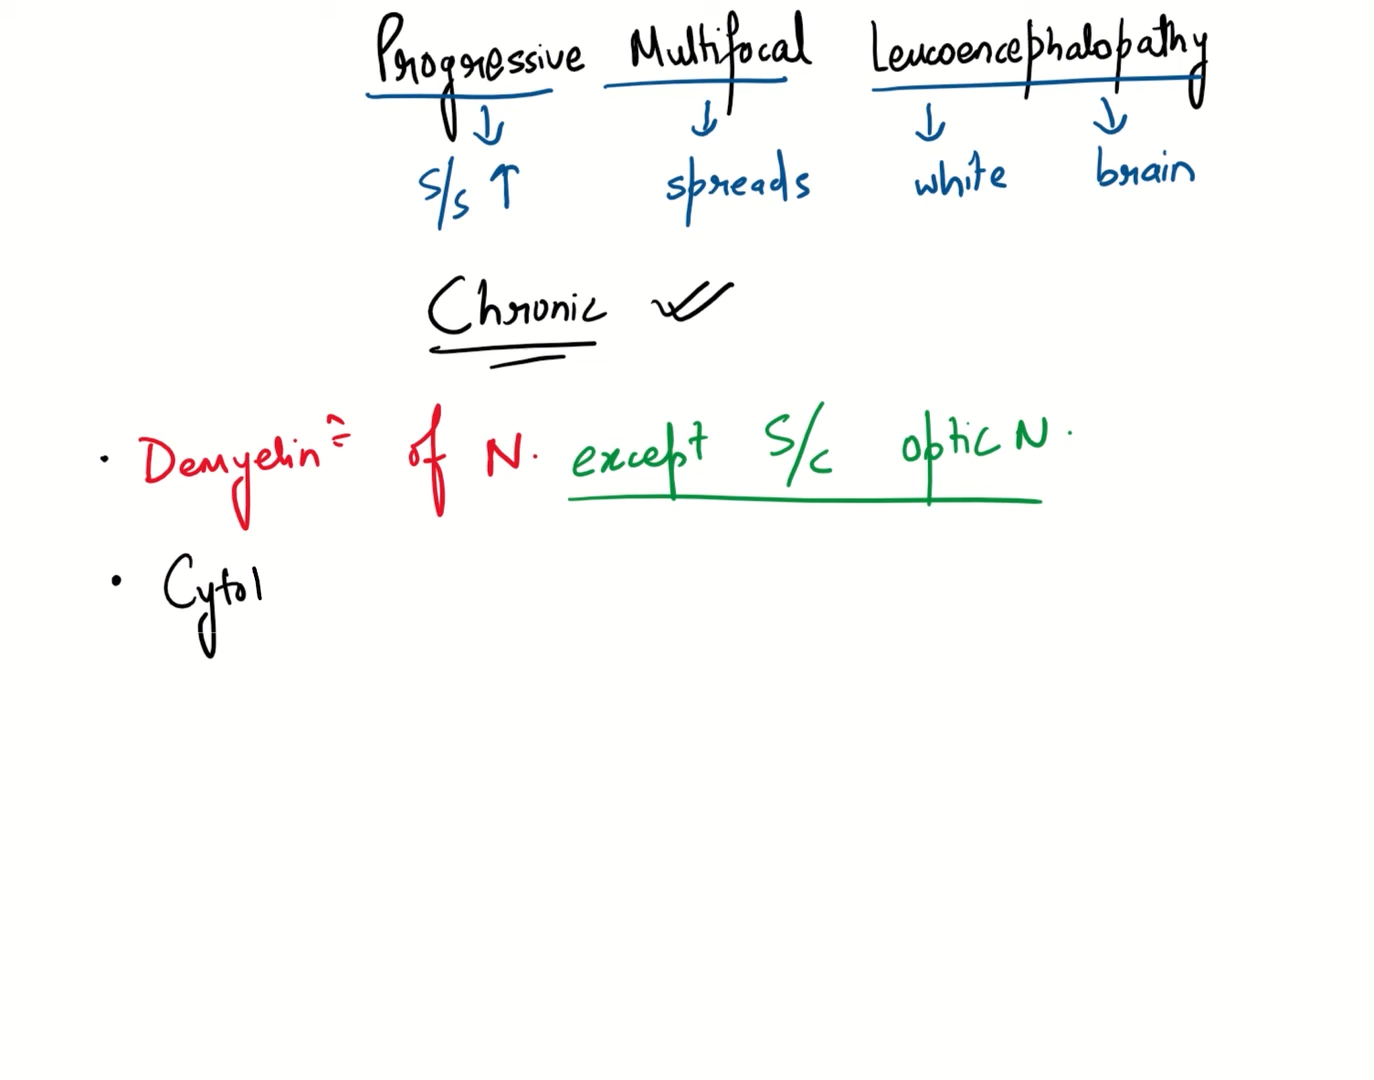 Progressive Multifocal Leucoencephalopathy
↓ ↓ ↓ ↓
S/s ↑ spreads white brain
Chronic ✓
• Demyelin⁼ of N. except S/c optic N.
• Cytol